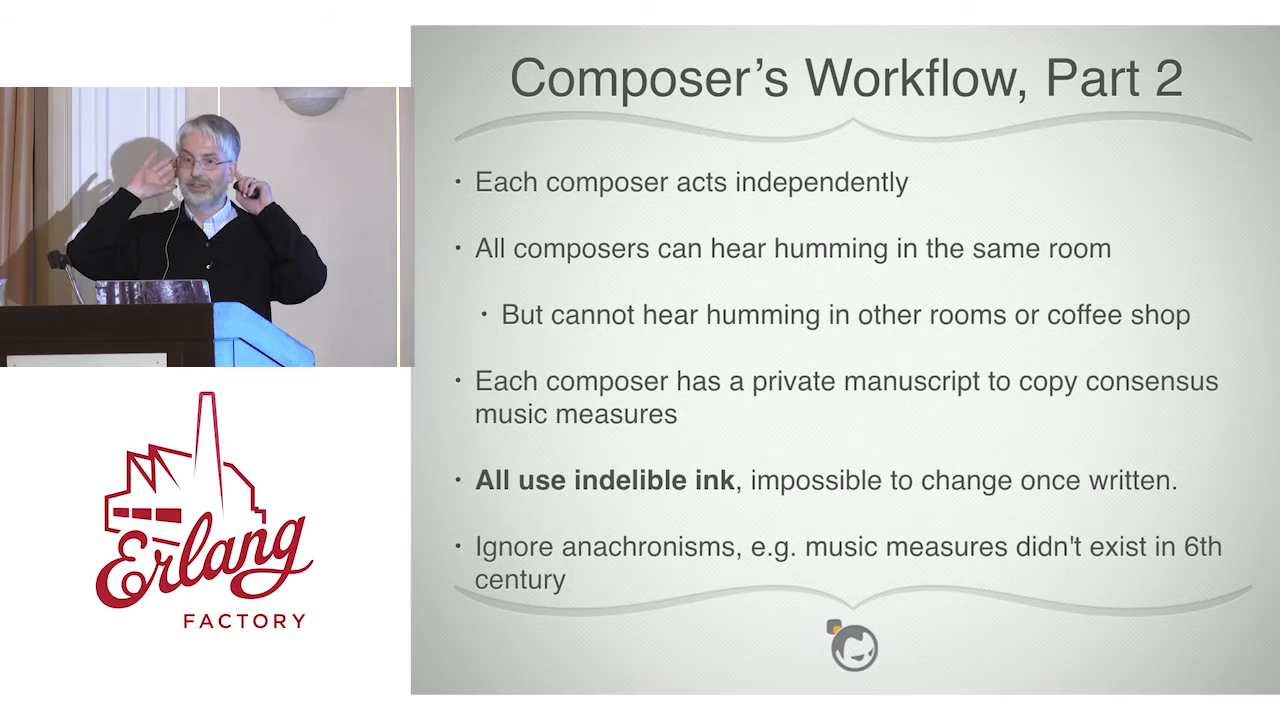 Composer’s Workflow, Part 2
• Each composer acts independently
• All composers can hear humming in the same room
• But cannot hear humming in other rooms or coffee shop
• Each composer has a private manuscript to copy consensus
music measures
• All use indelible ink, impossible to change once written.
• Ignore anachronisms, e.g. music measures didn't exist in 6th
century
Erlang
FACTORY